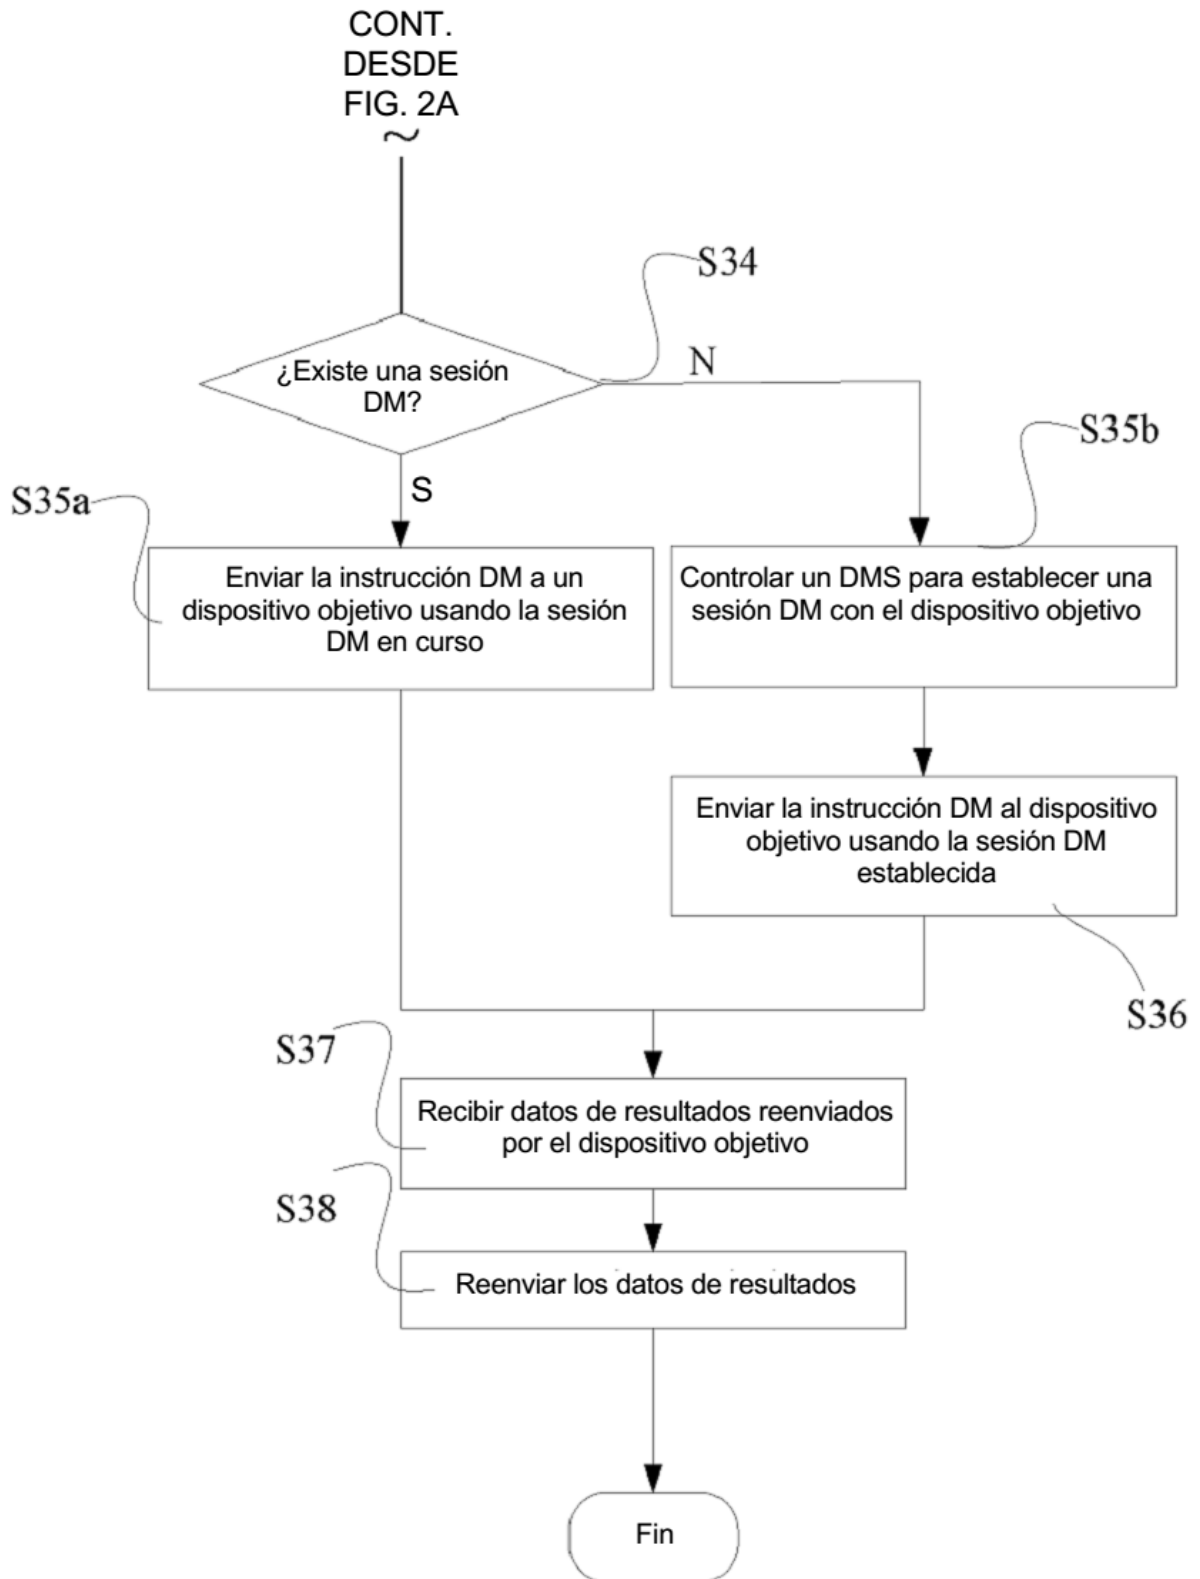 CONT.
DESDE
FIG. 2A
S34
¿Existe una sesión
DM?
N
S35b
S
S35a
Enviar la instrucción DM a un
dispositivo objetivo usando la sesión
DM en curso
Controlar un DMS para establecer una
sesión DM con el dispositivo objetivo
Enviar la instrucción DM al dispositivo
objetivo usando la sesión DM
establecida
S36
S37
Recibir datos de resultados reenviados
por el dispositivo objetivo
S38
Reenviar los datos de resultados
Fin